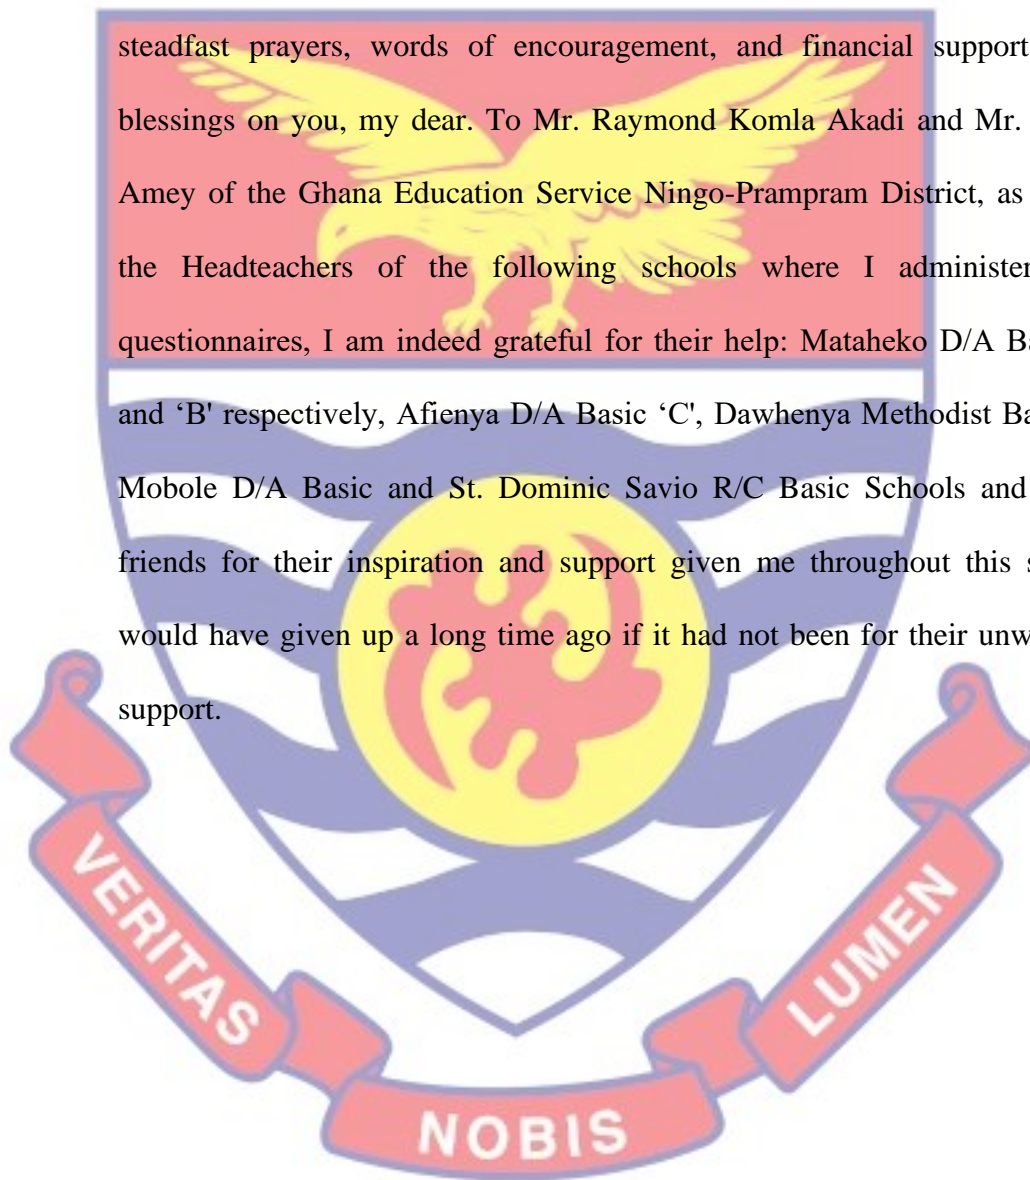 steadfast prayers, words of encouragement, and financial support
blessings on you, my dear. To Mr. Raymond Komla Akadi and Mr.
Amey of the Ghana Education Service Ningo-Prampram District, as
the Headteachers of the following schools where I administer
questionnaires, I am indeed grateful for their help: Mataheko D/A Ba
and ‘B' respectively, Afienya D/A Basic ‘C', Dawhenya Methodist Ba
Mobole D/A Basic and St. Dominic Savio R/C Basic Schools and
friends for their inspiration and support given me throughout this s
would have given up a long time ago if it had not been for their unw
support.
VERITAS
NOBIS
LUMEN